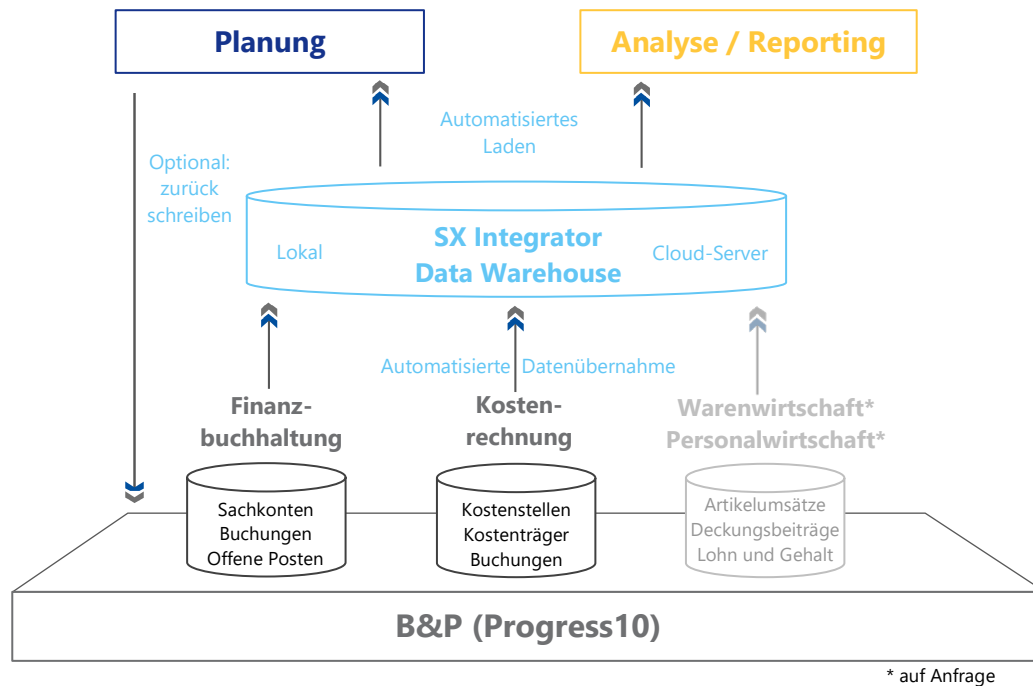 Planung
Analyse / Reporting
Automatisiertes
Laden
Optional:
zurück
schreiben
SX Integrator
Data Warehouse
Lokal
Cloud-Server
Automatisierte Datenübernahme
Finanz-
buchhaltung
Kosten-
rechnung
Warenwirtschaft*
Personalwirtschaft*
Sachkonten
Buchungen
Offene Posten
Kostenstellen
Kostenträger
Buchungen
Artikelumsätze
Deckungsbeiträge
Lohn und Gehalt
B&P (Progress10)
* auf Anfrage